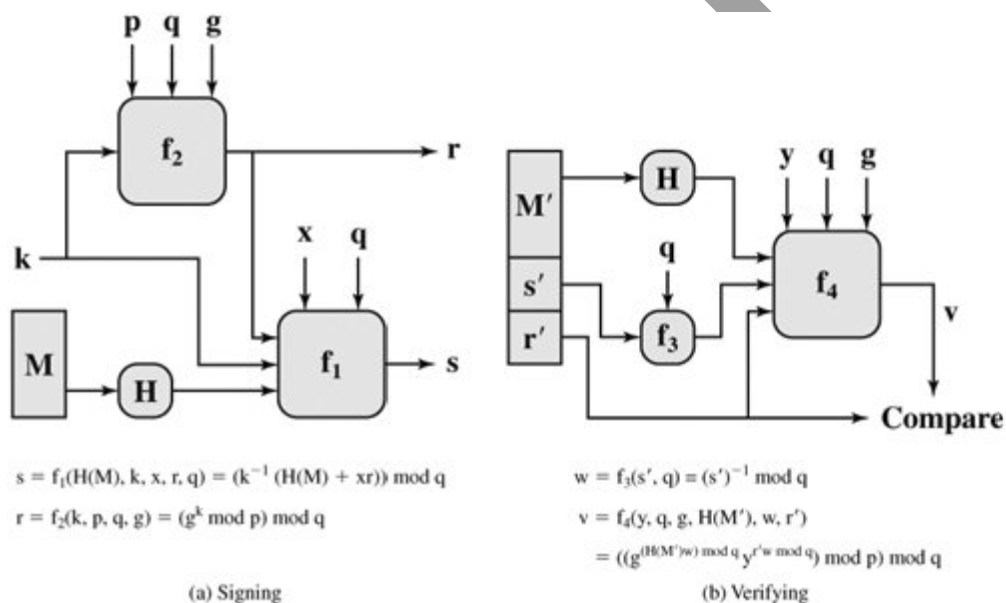 p q g
f₂
r
k
x q
M
H
f₁
s
s = f₁(H(M), k, x, r, q) = (k⁻¹ (H(M) + xr)) mod q
r = f₂(k, p, q, g) = (gᵏ mod p) mod q
(a) Signing
y q g
M′
H
q
s′
f₄
r′
f₃
v
Compare
w = f₃(s′, q) = (s′)⁻¹ mod q
v = f₄(y, q, g, H(M′), w, r′)
= ((g^(H(M′)w) mod q y^r′w mod q) mod p) mod q
(b) Verifying